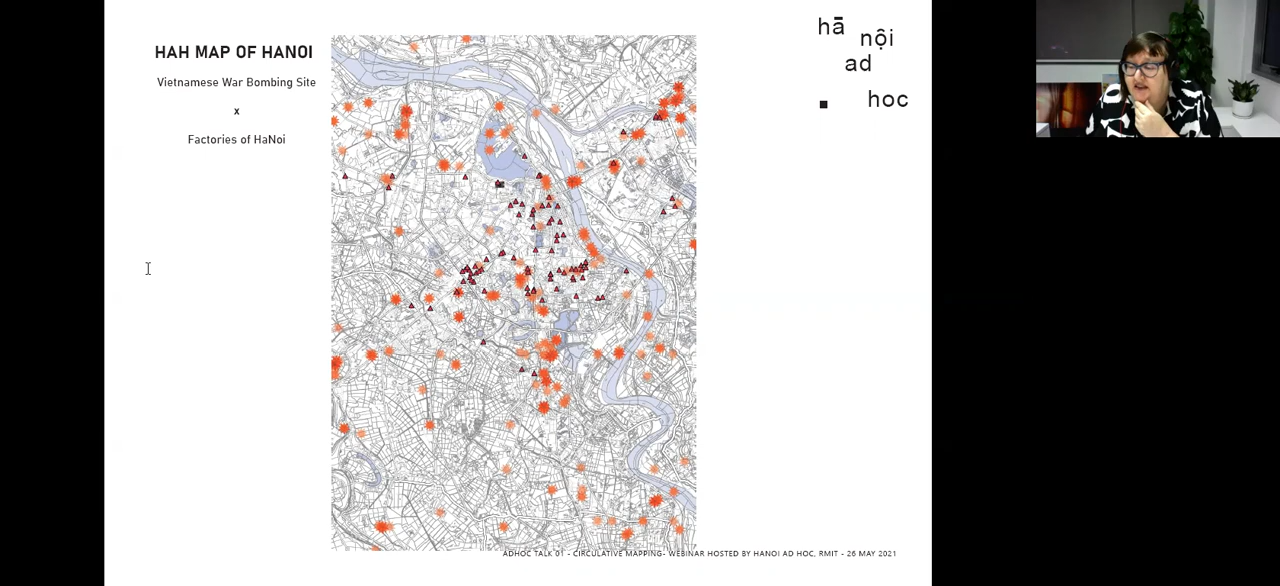 HAH MAP OF HANOI
Vietnamese War Bombing Site
x
Factories of HaNoi
hā
nội
ad
hoc
ADHOC TALK 01 - CIRCULATIVE MAPPING- WEBINAR HOSTED BY HANOI AD HOC, RMIT - 26 MAY 2021